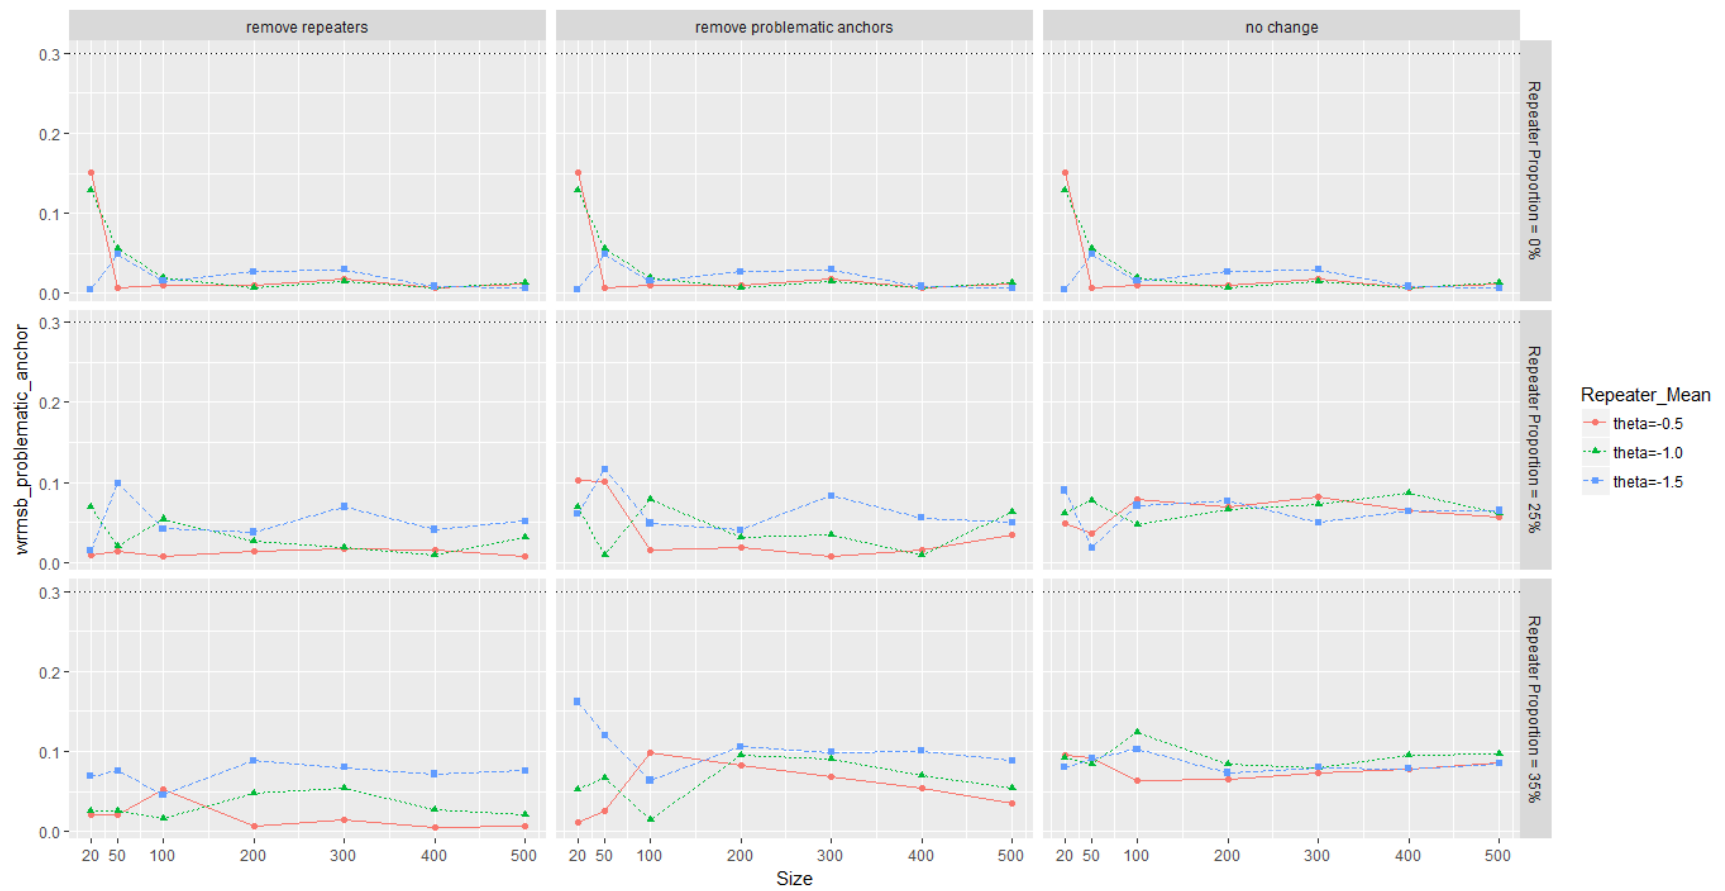 remove repeaters
remove problematic anchors
no change
0.3
0.2
0.1
0.0
Repeater Proportion = 0%
wrmsb_problematic_anchor
0.3
0.2
0.1
0.0
Repeater Proportion = 25%
0.3
0.2
0.1
0.0
Repeater Proportion = 35%
20 50 100 200 300 400 500
20 50 100 200 300 400 500
20 50 100 200 300 400 500
Size
Repeater_Mean
theta=-0.5
theta=-1.0
theta=-1.5